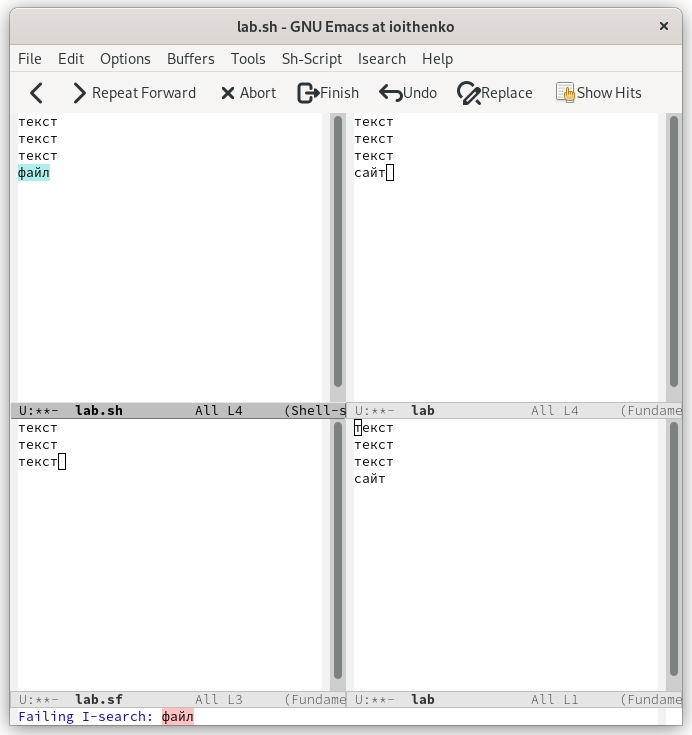 lab.sh - GNU Emacs at ioithenko
File Edit Options Buffers Tools Sh-Script Isearch Help
Repeat Forward Abort Finish Undo Replace Show Hits
текст
текст
текст
файл
U:**- lab.sh All L4 (Shell-s
текст
текст
текст
сайт
U:**- lab All L4 (Fundame
текст
текст
текст
U:**- lab.sf All L3 (Fundame
текст
текст
текст
сайт
U:**- lab All L1 (Fundame
Failing I-search: файл